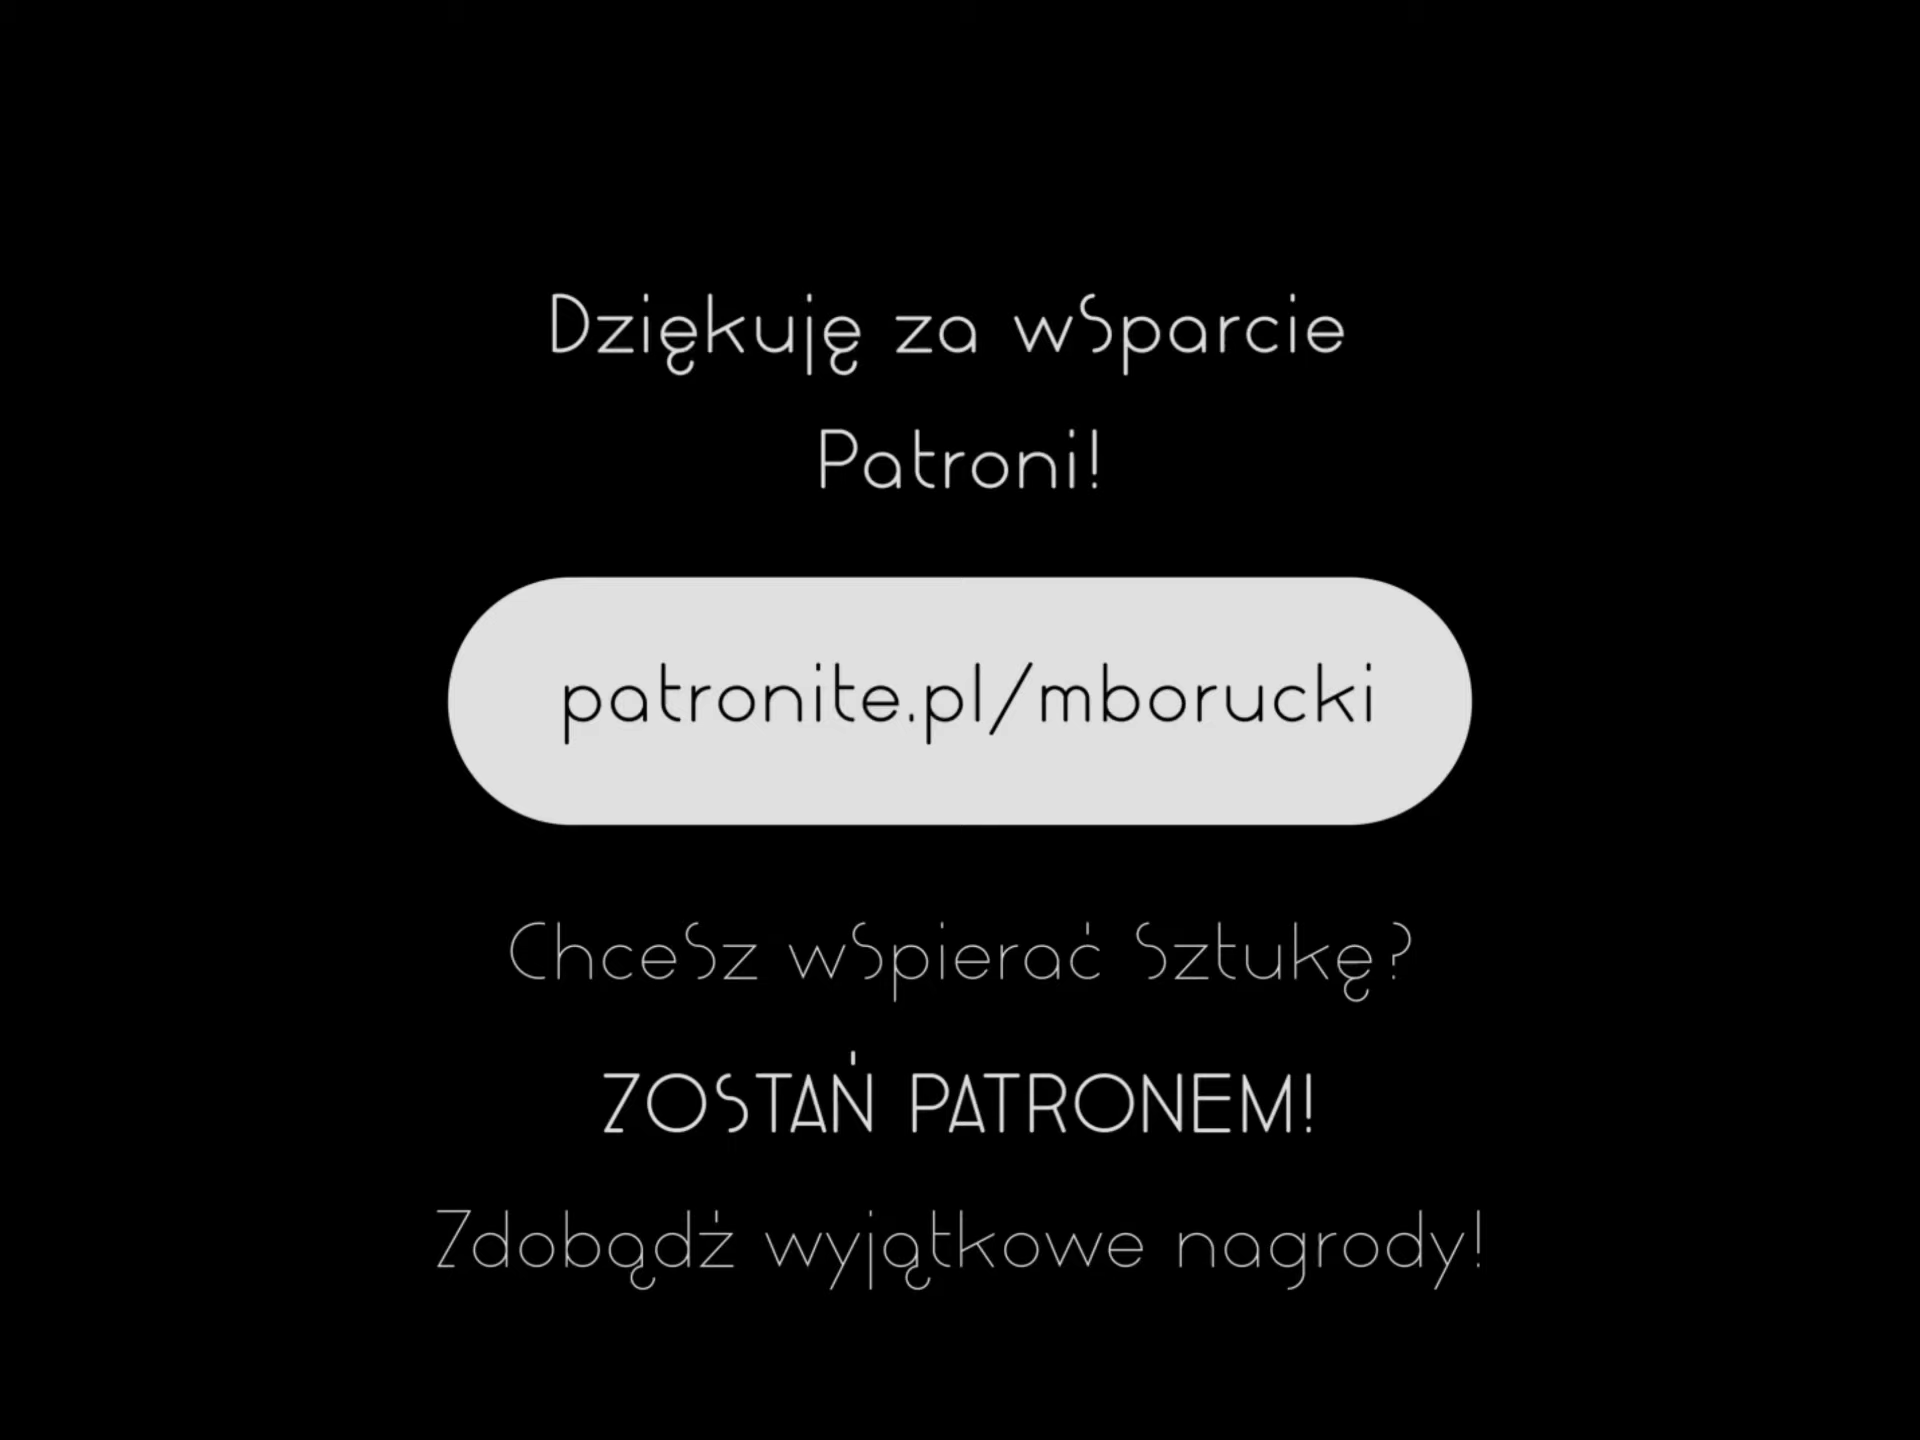 Dziękuję za wsparcie
Patroni!
patronite.pl/mborucki
Chcesz wspierać sztukę?
ZOSTAŃ PATRONEM!
Zdobądź wyjątkowe nagrody!